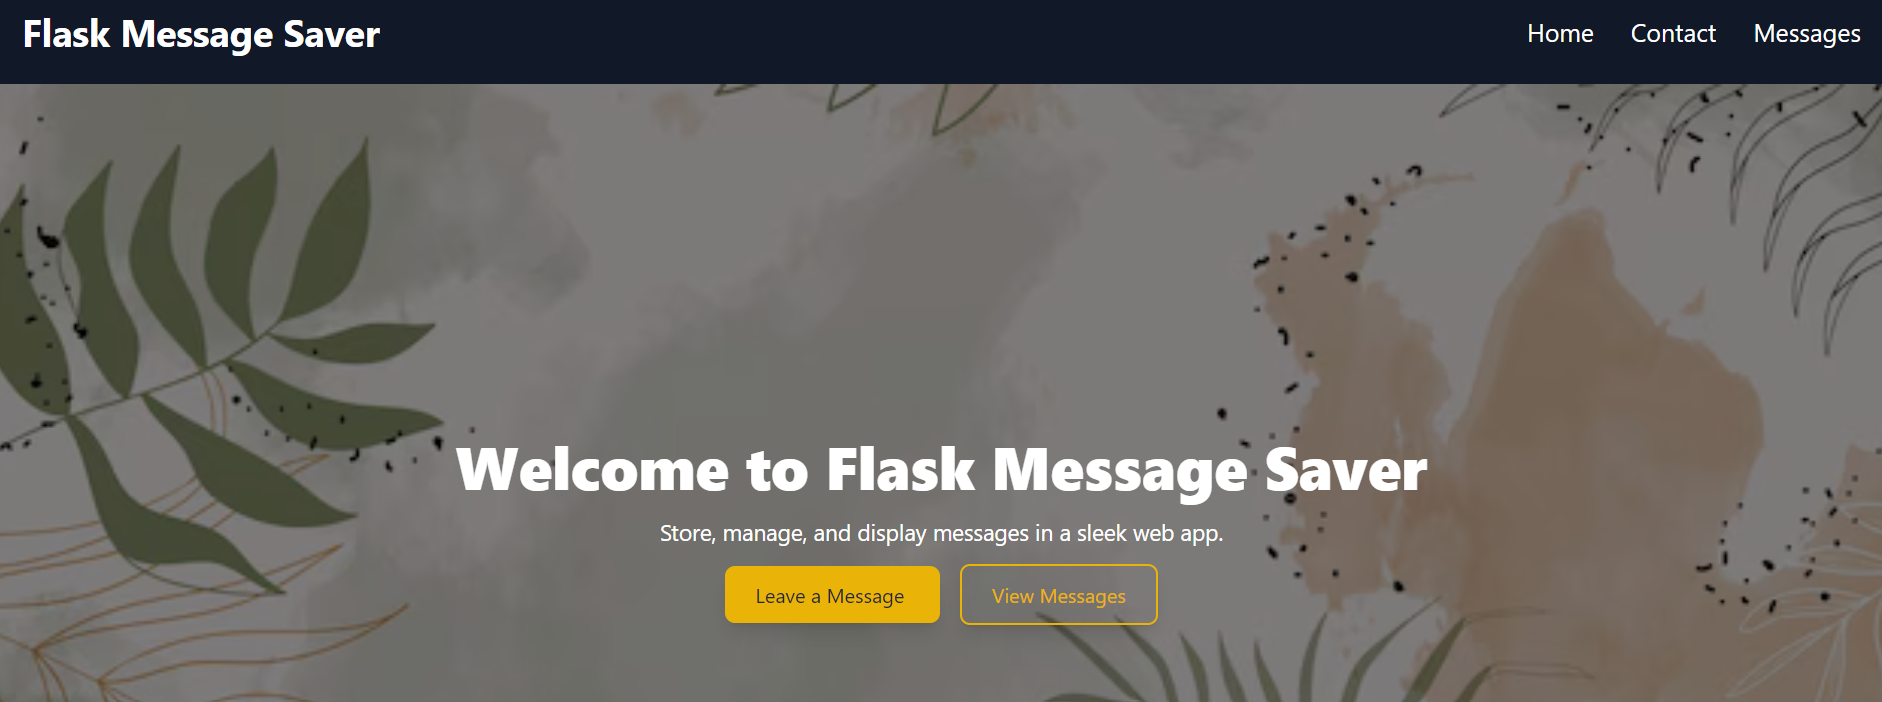 Flask Message Saver
Home Contact Messages
Welcome to Flask Message Saver
Store, manage, and display messages in a sleek web app.
Leave a Message
View Messages